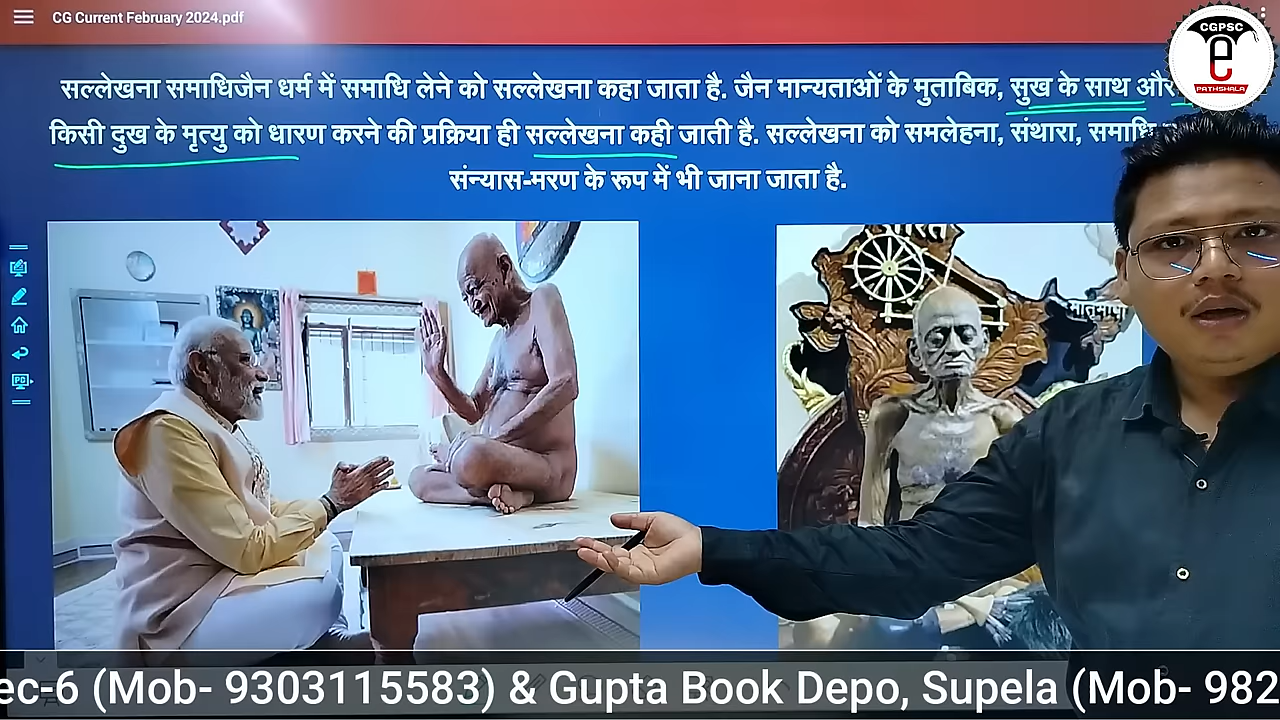 CG Current February 2024.pdf
CGPSC
e
PATHSHALA
सल्लेखना समाधिजैन धर्म में समाधि लेने को सल्लेखना कहा जाता है. जैन मान्यताओं के मुताबिक, सुख के साथ और
किसी दुख के मृत्यु को धारण करने की प्रक्रिया ही सल्लेखना कही जाती है. सल्लेखना को समलेहना, संथारा, समाधि
संन्यास-मरण के रूप में भी जाना जाता है.
भारत
मातृभाषा
ec-6 (Mob- 9303115583) & Gupta Book Depo, Supela (Mob- 982